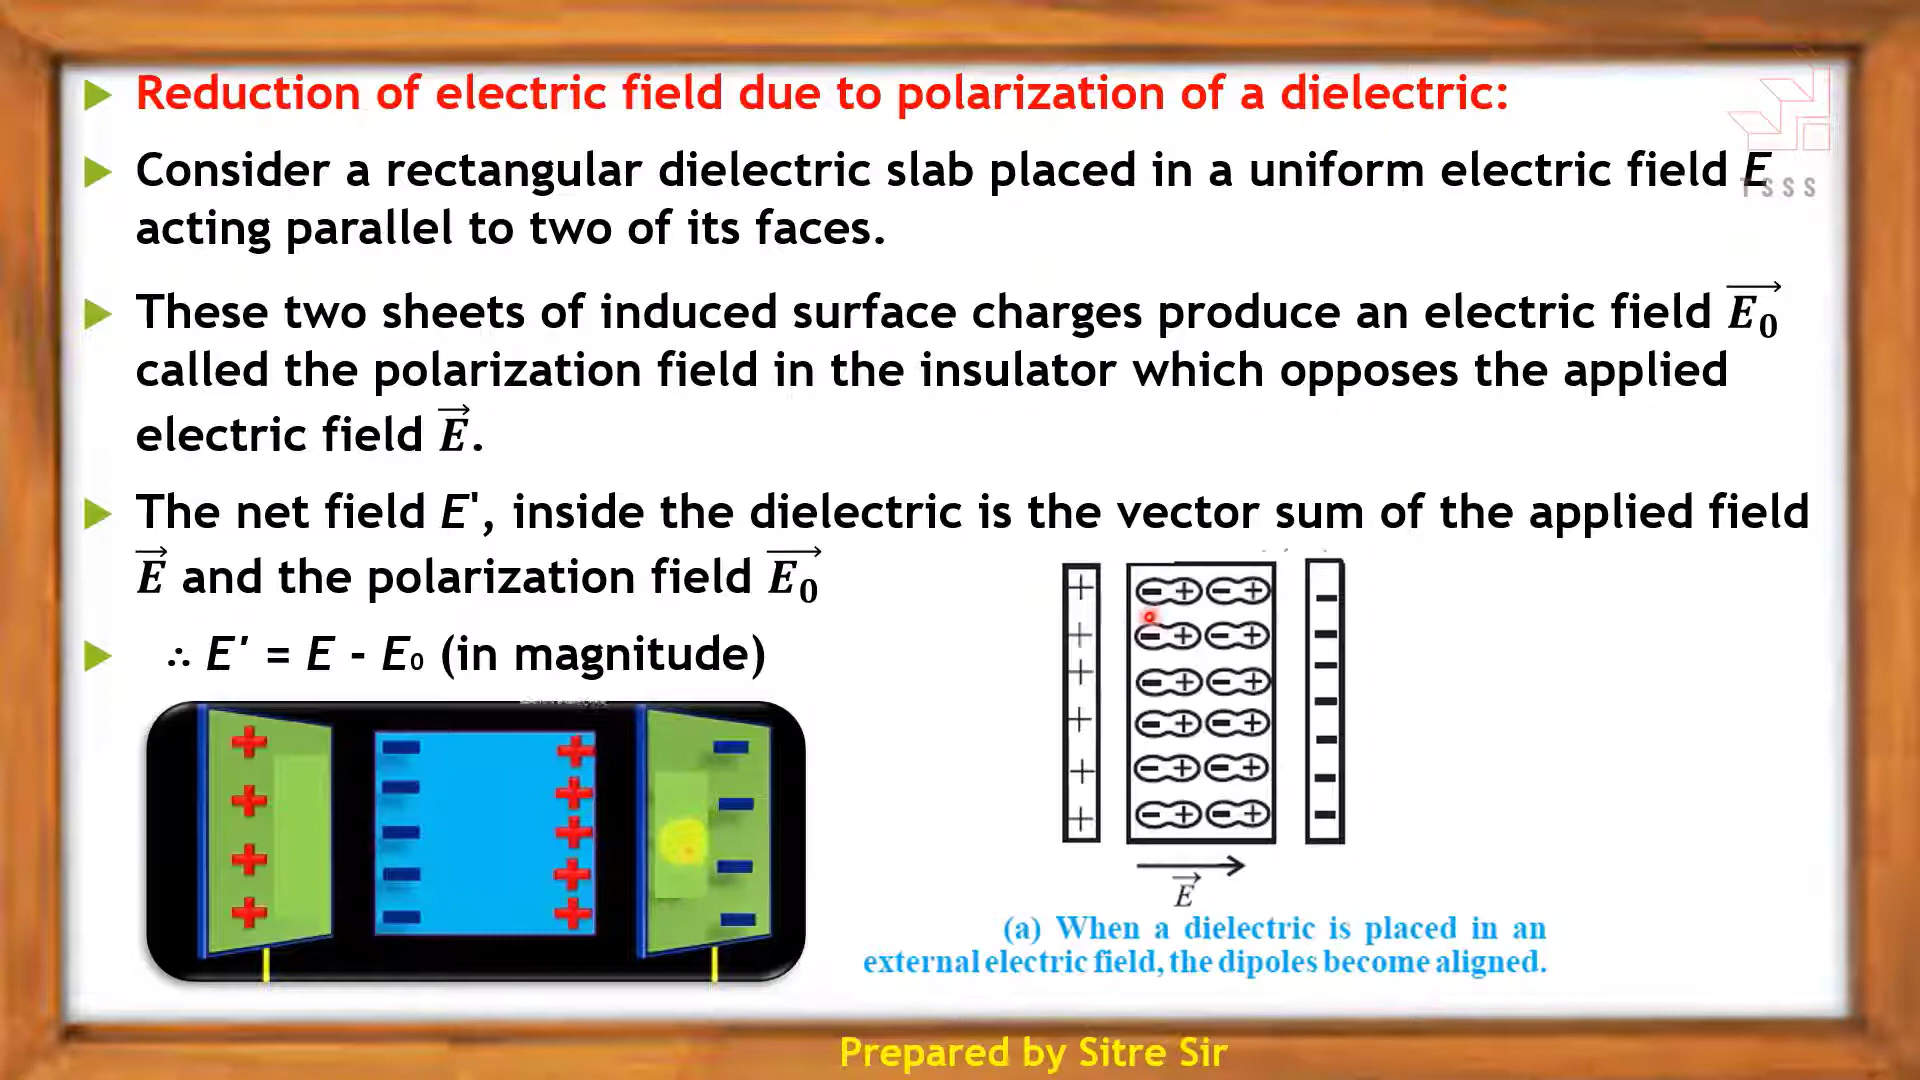 Reduction of electric field due to polarization of a dielectric:
Consider a rectangular dielectric slab placed in a uniform electric field E
acting parallel to two of its faces.
TSSS
These two sheets of induced surface charges produce an electric field E₀
called the polarization field in the insulator which opposes the applied
electric field E.
The net field E', inside the dielectric is the vector sum of the applied field
E and the polarization field E₀
∴ E' = E - E₀ (in magnitude)
E
(a) When a dielectric is placed in an
external electric field, the dipoles become aligned.
Prepared by Sitre Sir